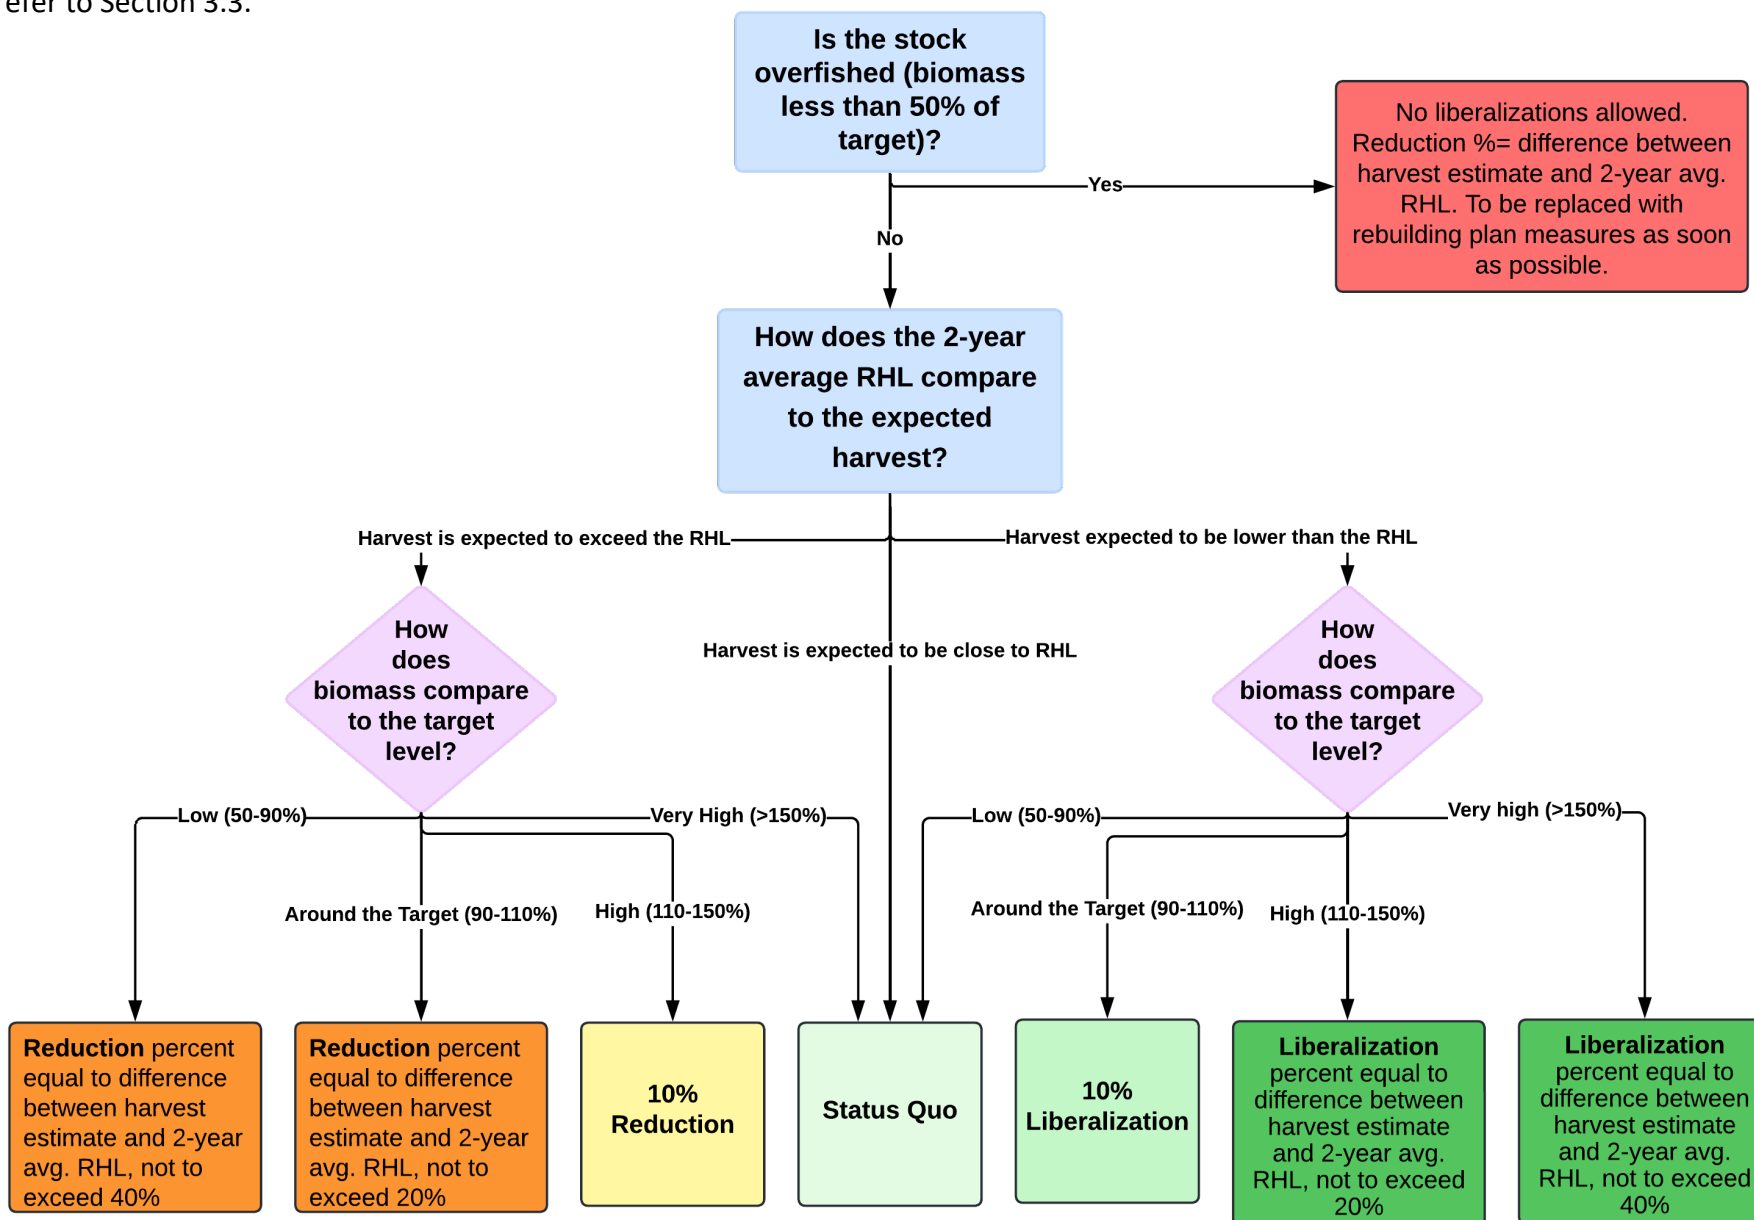 efer to Section 3.3.
Is the stock
overfished (biomass
less than 50% of
target)?
No liberalizations allowed.
Reduction %= difference between
harvest estimate and 2-year avg.
RHL. To be replaced with
rebuilding plan measures as soon
as possible.
Yes
No
How does the 2-year
average RHL compare
to the expected
harvest?
Harvest is expected to exceed the RHL
Harvest expected to be lower than the RHL
Harvest is expected to be close to RHL
How
does
biomass compare
to the target
level?
How
does
biomass compare
to the target
level?
Low (50-90%)
Very High (>150%)
Low (50-90%)
Very high (>150%)
Around the Target (90-110%)
High (110-150%)
Around the Target (90-110%)
High (110-150%)
Reduction percent
equal to difference
between harvest
estimate and 2-year
avg. RHL, not to
exceed 40%
Reduction percent
equal to difference
between harvest
estimate and 2-year
avg. RHL, not to
exceed 20%
10%
Reduction
Status Quo
10%
Liberalization
Liberalization
percent equal to
difference between
harvest estimate
and 2-year avg.
RHL, not to exceed
20%
Liberalization
percent equal to
difference between
harvest estimate
and 2-year avg.
RHL, not to exceed
40%